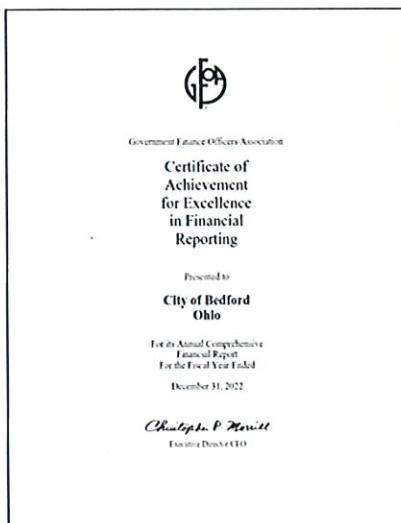 GFOA
Government Finance Officers Association
Certificate of
Achievement
for Excellence
in Financial
Reporting
Presented to
City of Bedford
Ohio
For its Annual Comprehensive
Financial Report
For the Fiscal Year Ended
December 31, 2022
Christopher P. Morrill
Executive Director/CEO